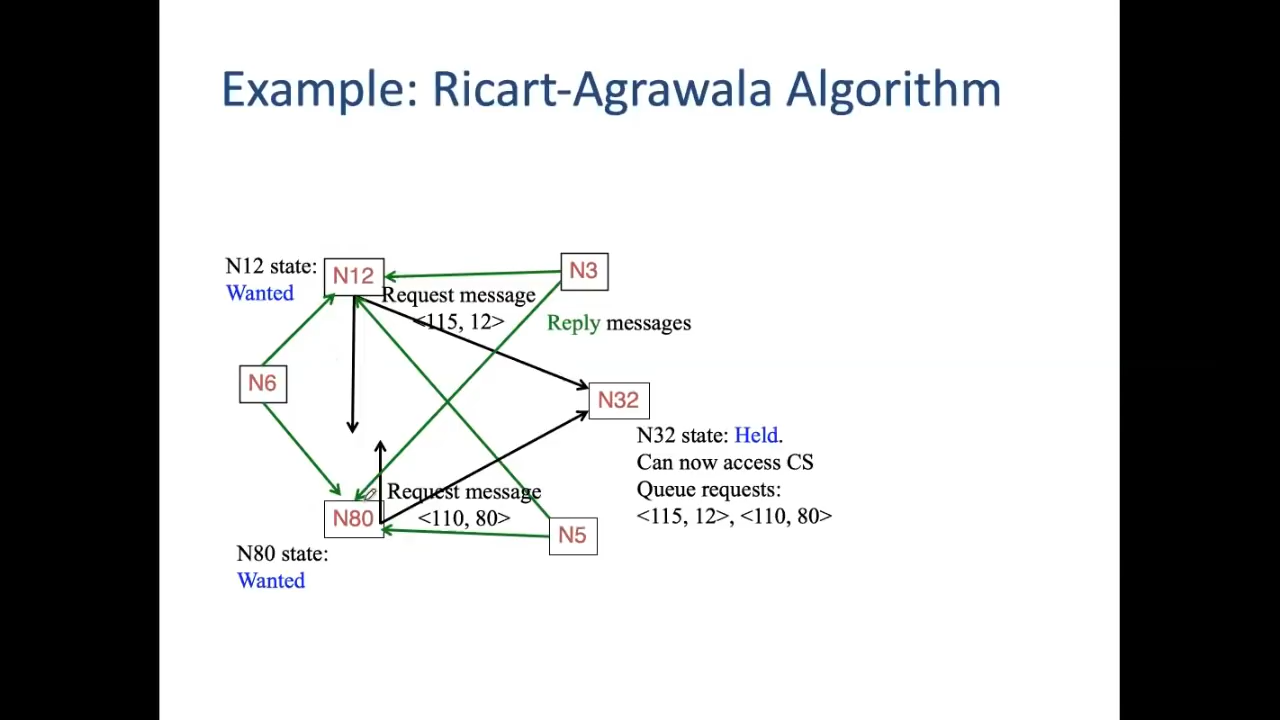 Example: Ricart-Agrawala Algorithm
N12 state:
Wanted
N12
N3
Request message
<115, 12>
Reply messages
N6
N32
N32 state: Held.
Can now access CS
Queue requests:
<115, 12>, <110, 80>
Request message
<110, 80>
N80
N5
N80 state:
Wanted